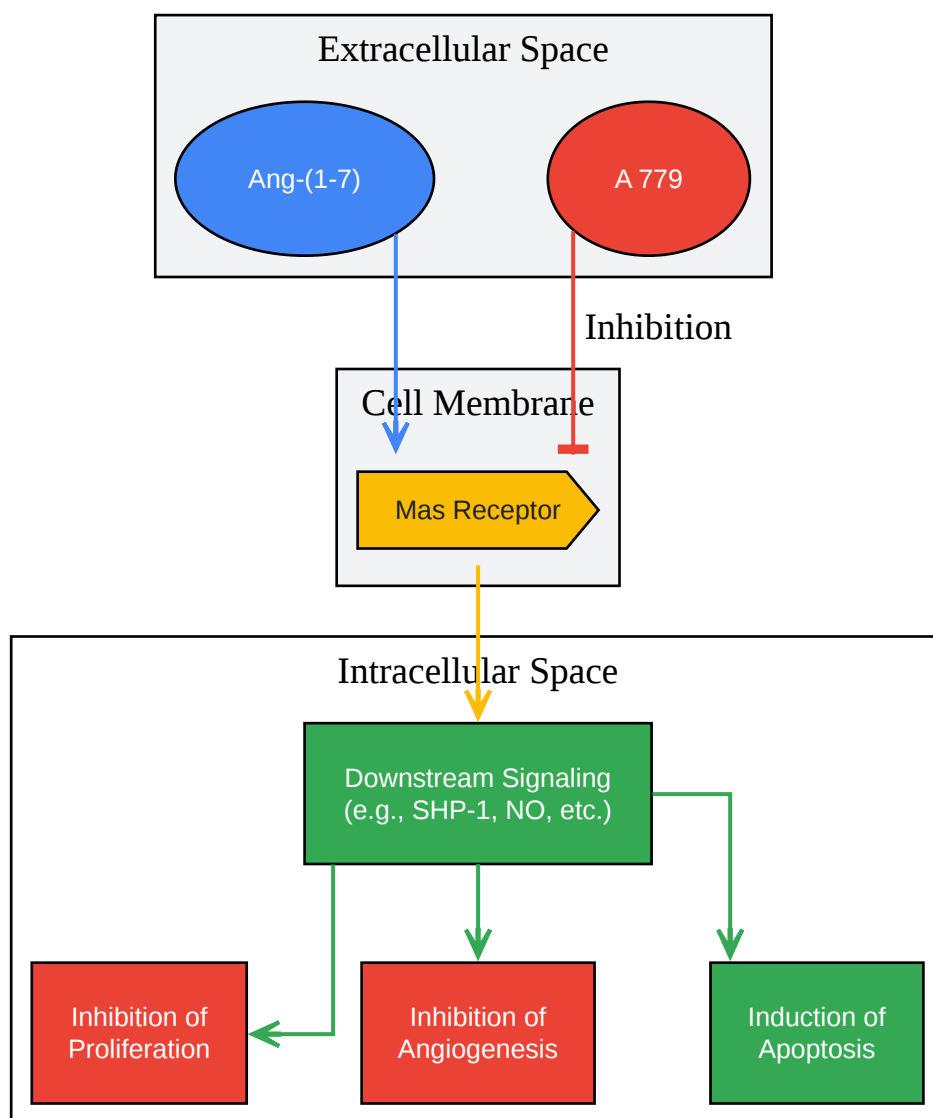 Extracellular Space
Ang-(1-7)
A 779
Inhibition
Cell Membrane
Mas Receptor
Intracellular Space
Downstream Signaling
(e.g., SHP-1, NO, etc.)
Inhibition of
Proliferation
Inhibition of
Angiogenesis
Induction of
Apoptosis